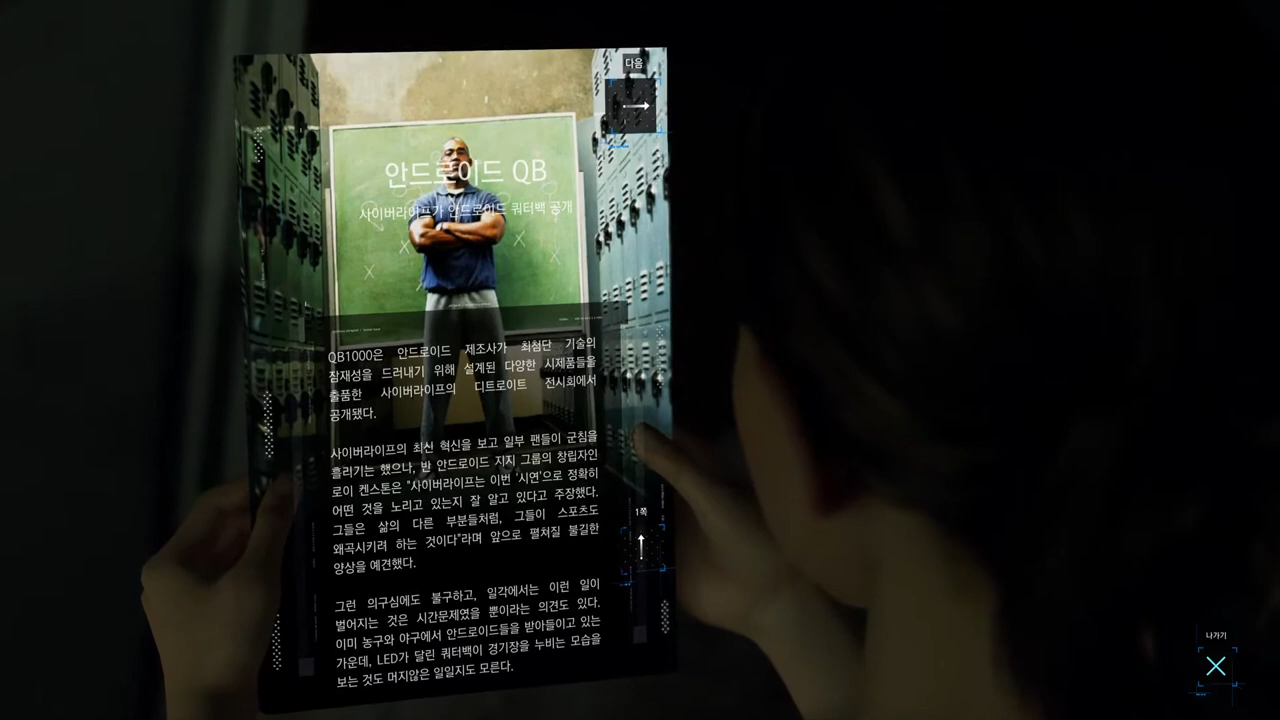 다음
안드로이드 QB
사이버라이프가 안드로이드 쿼터백 공개
QB1000은 안드로이드 제조사가 최첨단 기술의
잠재성을 드러내기 위해 설계된 다양한 시제품들을
출품한 사이버라이프의 디트로이트 전시회에서
공개됐다.
사이버라이프의 최신 혁신을 보고 일부 팬들이 군침을
흘리기는 했으나, 반 안드로이드 지지 그룹의 창립자인
로이 켄스톤은 "사이버라이프는 이번 '시연'으로 정확히
어떤 것을 노리고 있는지 잘 알고 있다고 주장했다.
그들은 삶의 다른 부분들처럼, 그들이 스포츠도
왜곡시키려 하는 것이다"라며 앞으로 펼쳐질 불길한
양상을 예견했다.
1쪽
그런 의구심에도 불구하고, 일각에서는 이런 일이
벌어지는 것은 시간문제였을 뿐이라는 의견도 있다.
이미 농구와 야구에서 안드로이드들을 받아들이고 있는
가운데, LED가 달린 쿼터백이 경기장을 누비는 모습을
보는 것도 머지않은 일일지도 모른다.
나가기